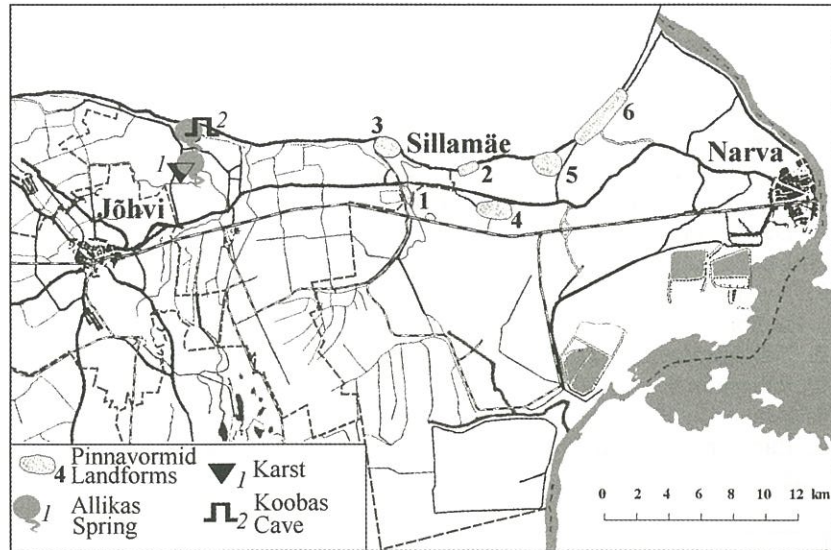 2
3
Sillamäe
6
1
2
5
Narva
Jõhvi
1
4
4 Pinnavormid
Landforms
1 Karst
1 Allikas
Spring
2 Koobas
Cave
0 2 4 6 8 10 12 km